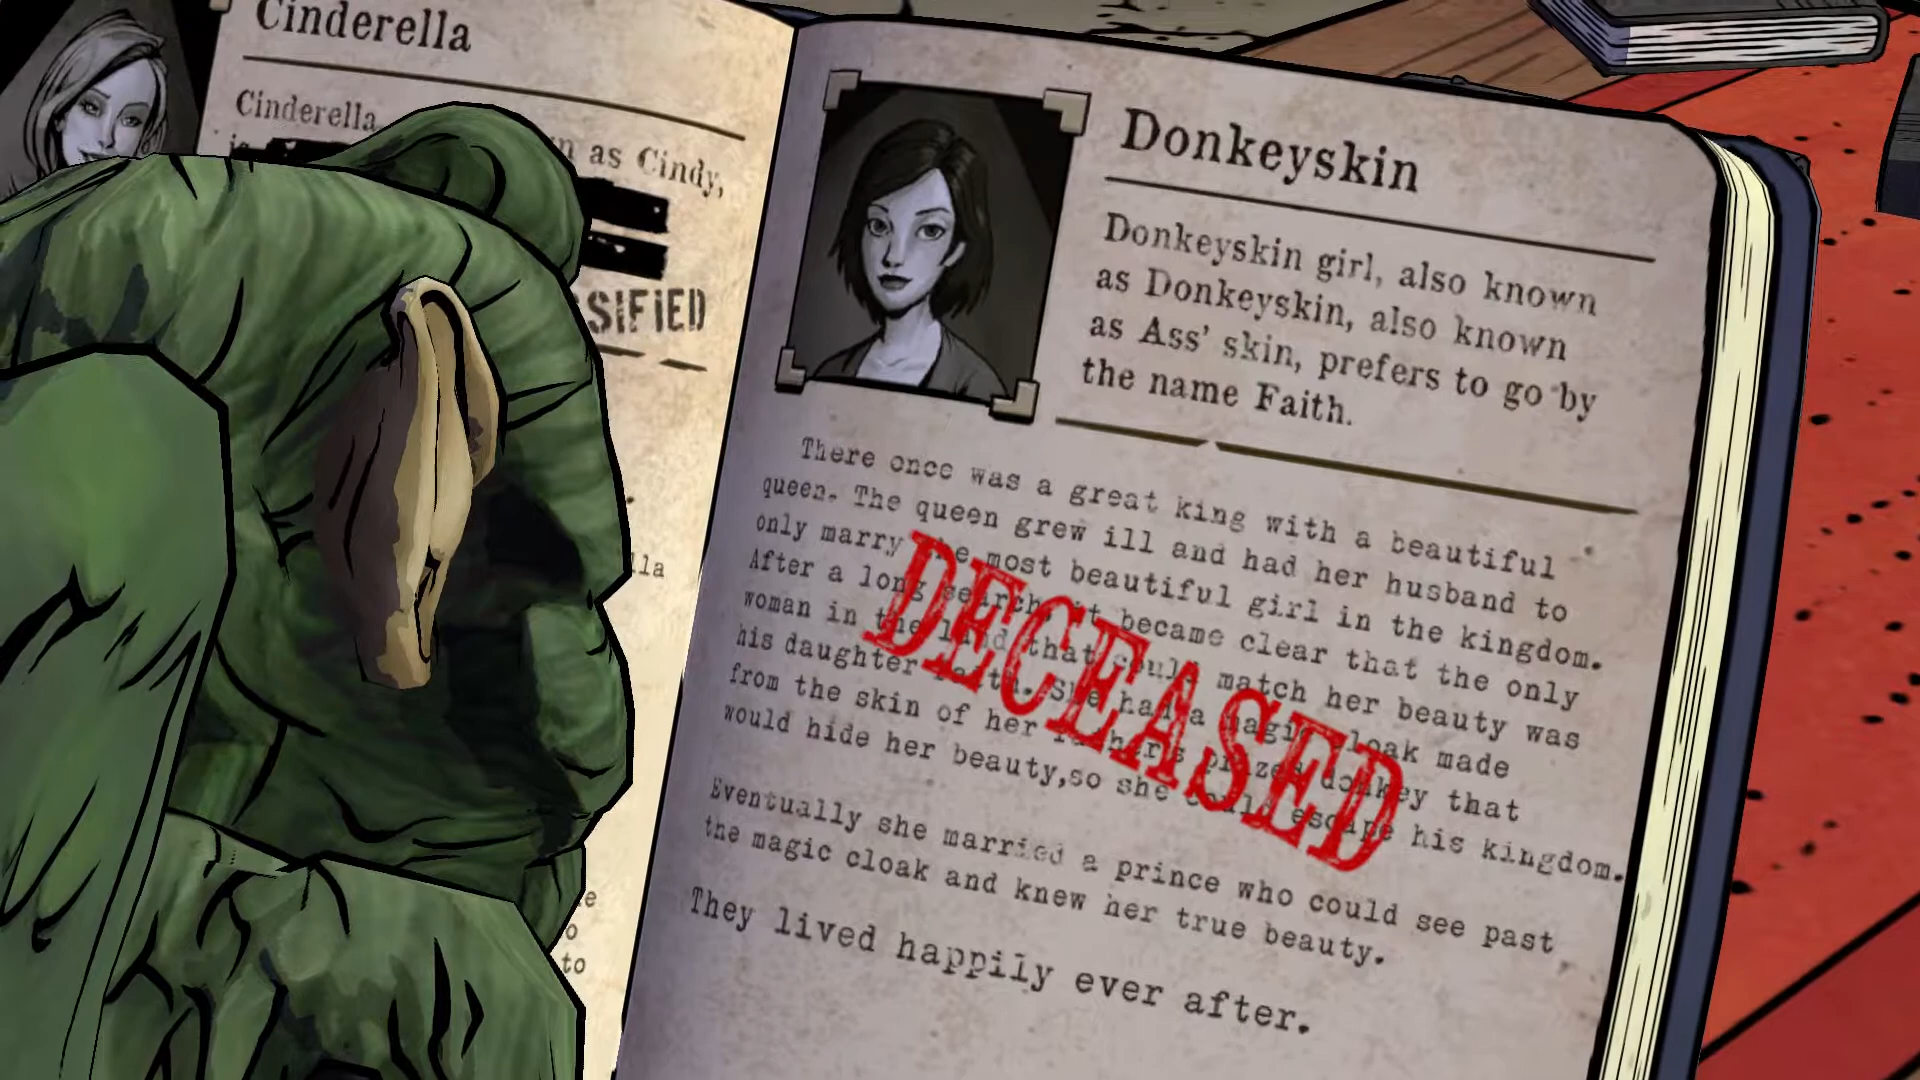 Cinderella
Cinderella
as Cindy,
SIFIED
Donkeyskin
Donkeyskin girl, also known
as Donkeyskin, also known
as Ass' skin, prefers to go by
the name Faith.
There once was a great king with a beautiful
queen. The queen grew ill and had her husband to
only marry the most beautiful girl in the kingdom.
After a long search it became clear that the only
woman in the land that could match her beauty was
his daughter Faith. She had a magic cloak made
from the skin of her father's prized donkey that
would hide her beauty,so she could escape his kingdom.
DECEASED
Eventually she married a prince who could see past
the magic cloak and knew her true beauty.
They lived happily ever after.
lla
to